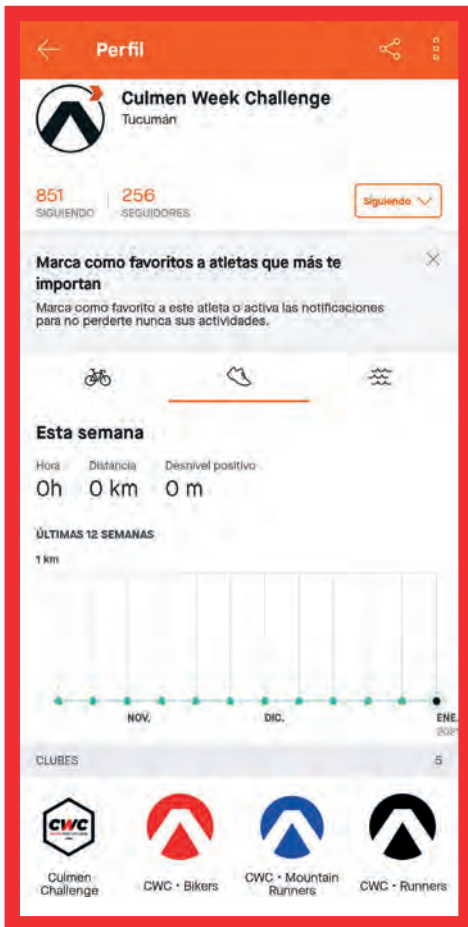 Perfil
Culmen Week Challenge
Tucumán
851 256
SIGUIENDO SEGUIDORES
Siguiendo
Marca como favoritos a atletas que más te
importan
Marca como favorito a este atleta o activa las notificaciones
para no perderte nunca sus actividades.
Esta semana
Hora Distancia Desnivel positivo
0h 0 km 0 m
ÚLTIMAS 12 SEMANAS
1 km
NOV. DIC. ENE.
CLUBES 5
CWC
Culmen CWC · Bikers CWC · Mountain CWC · Runners
Challenge Runners